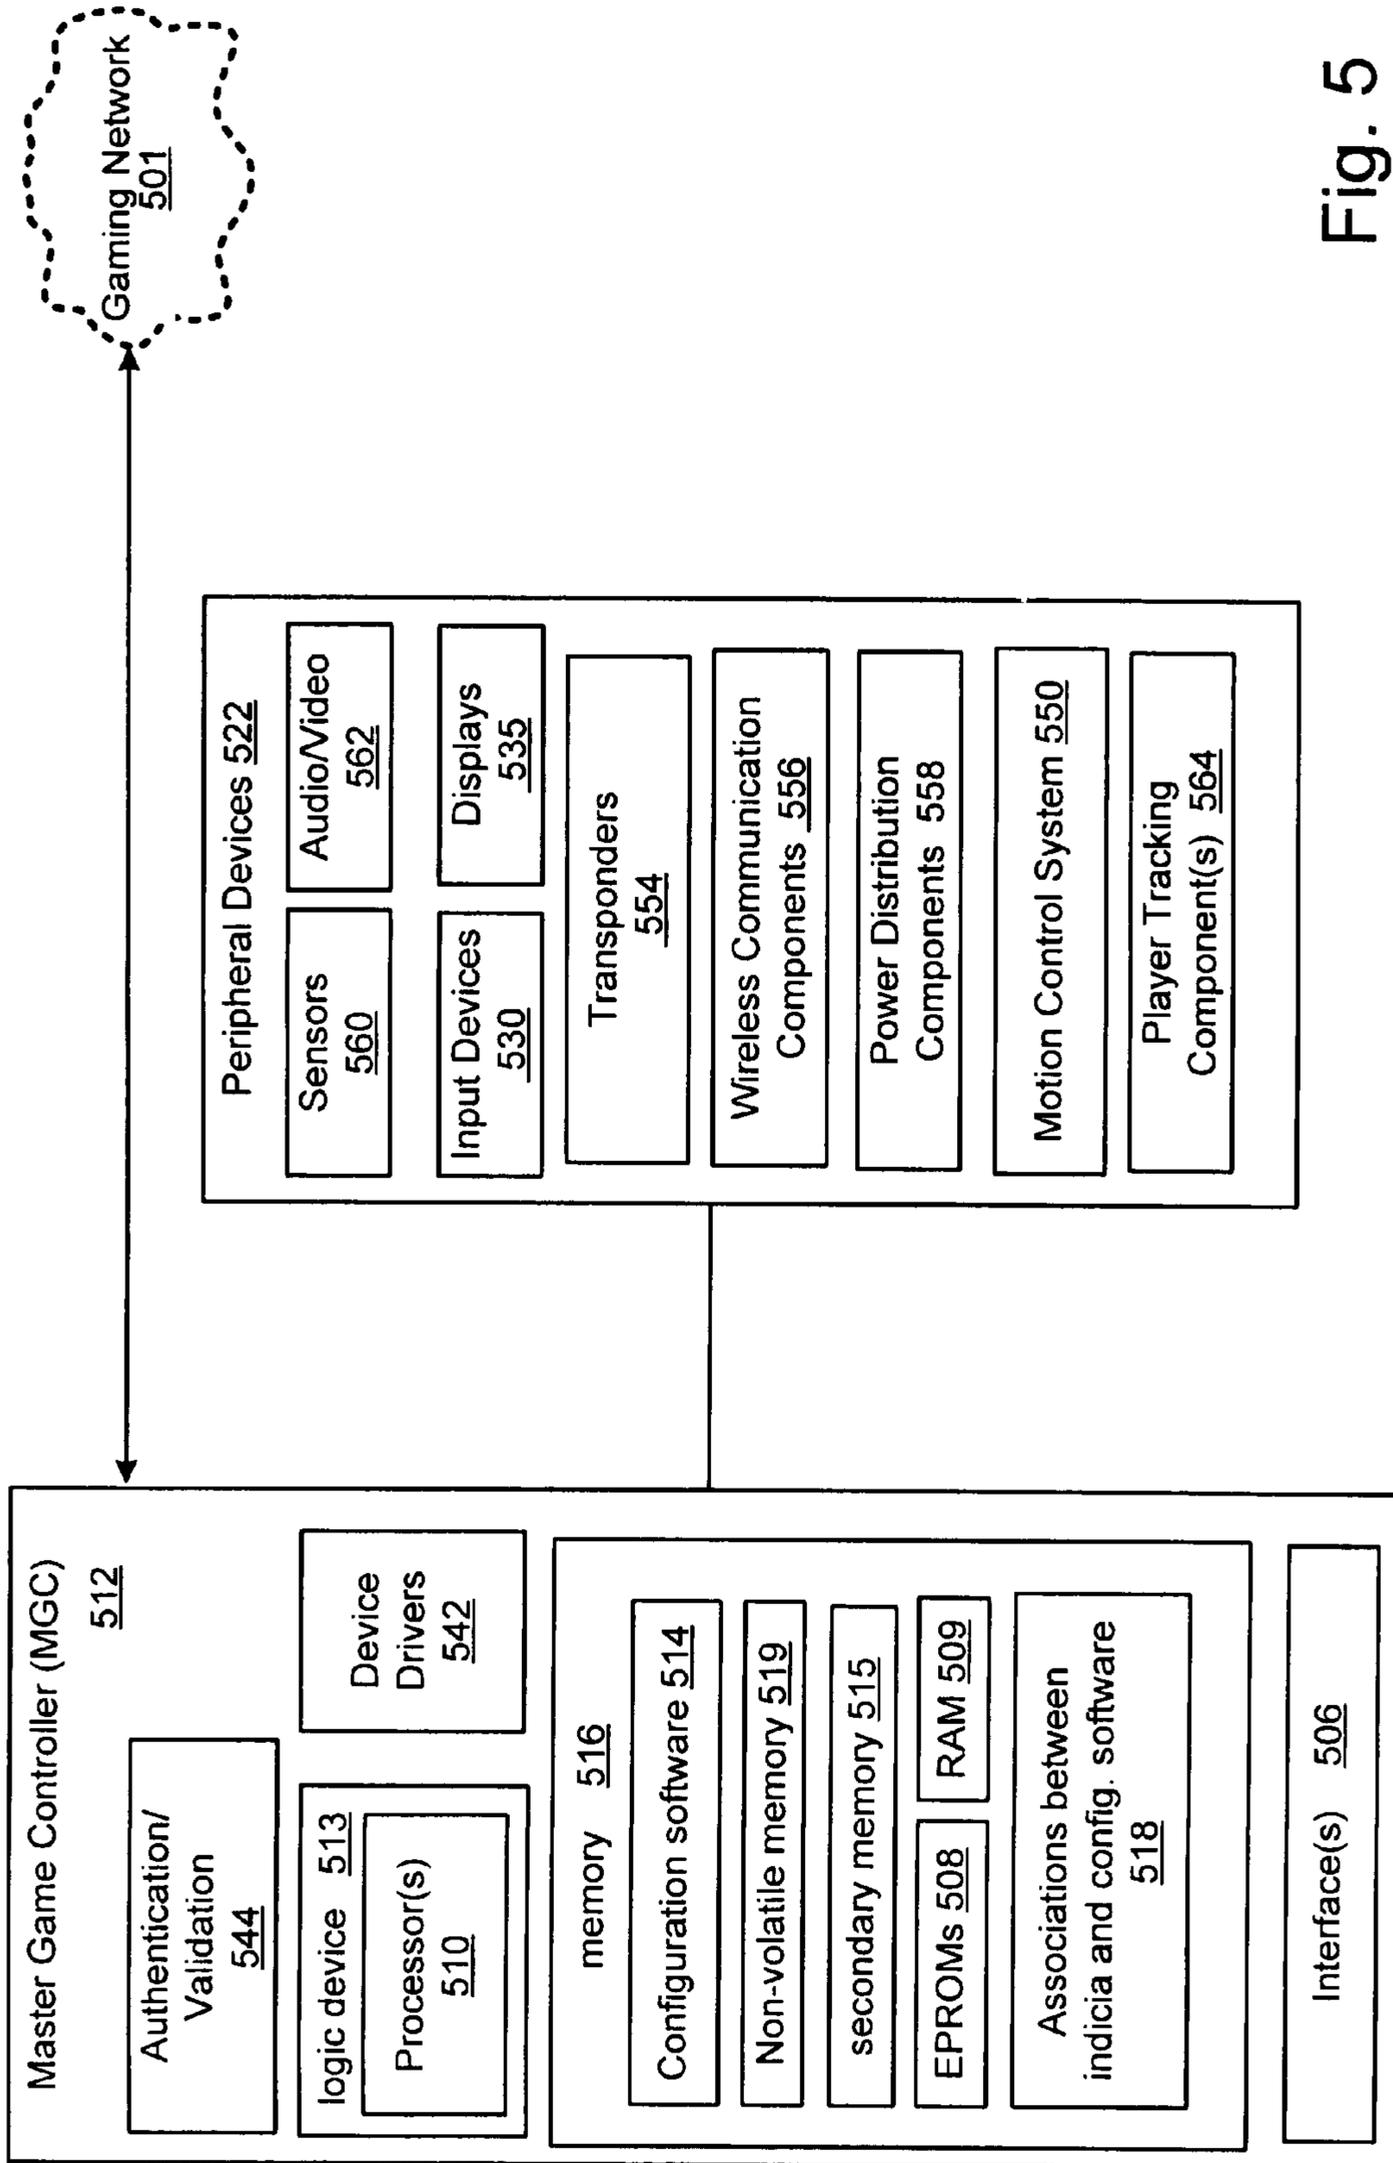 Master Game Controller (MGC)
512
Authentication/
Validation
544
logic device 513
Processor(s)
510
Device
Drivers
542
memory 516
Configuration software 514
Non-volatile memory 519
secondary memory 515
EPROMs 508
RAM 509
Associations between
indicia and config. software
518
Interface(s) 506
Peripheral Devices 522
Sensors
560
Audio/Video
562
Input Devices
530
Displays
535
Transponders
554
Wireless Communication
Components 556
Power Distribution
Components 558
Motion Control System 550
Player Tracking
Component(s) 564
Gaming Network
501
Fig. 5